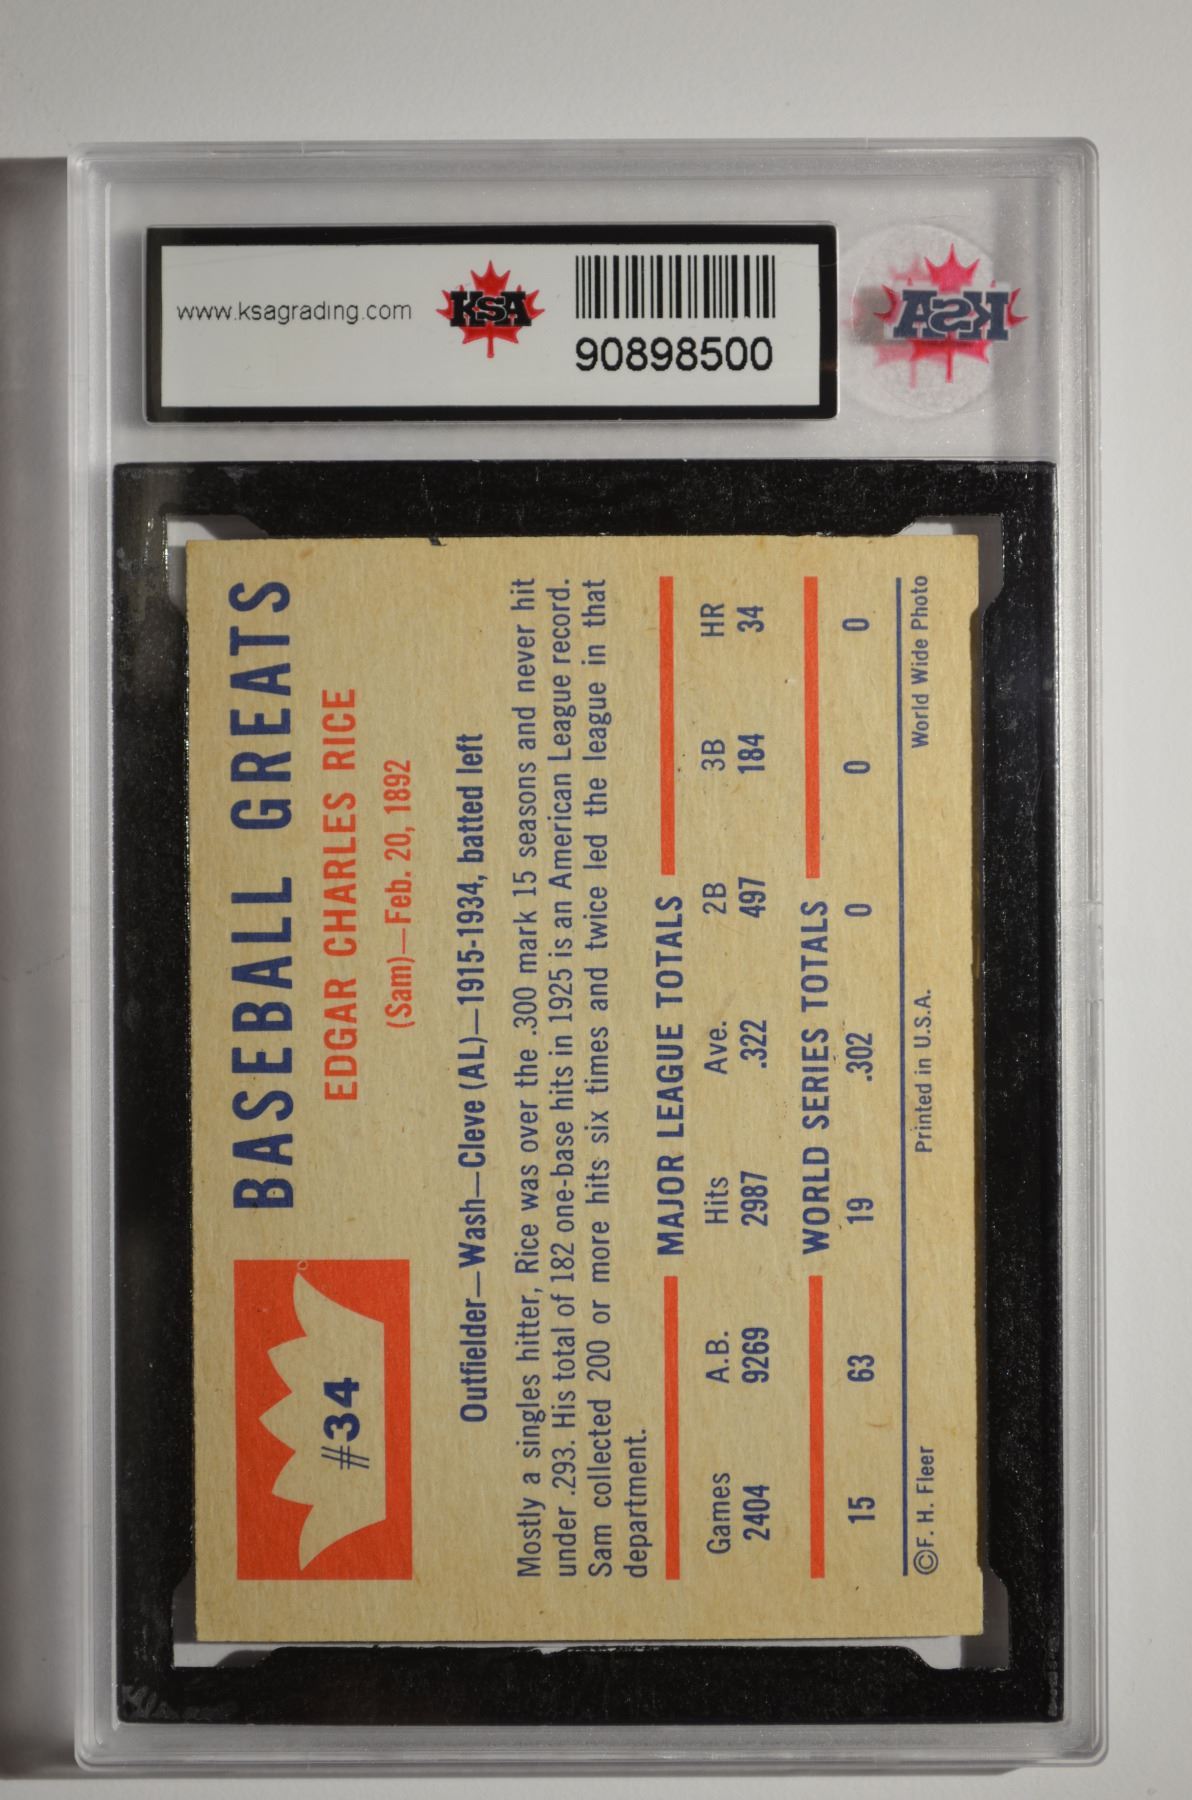 www.ksagrading.com
KSA
90898500
KSA
BASEBALL GREATS
#34
EDGAR CHARLES RICE
(Sam)—Feb. 20, 1892
Outfielder—Wash—Cleve (AL)—1915-1934, batted left
Mostly a singles hitter, Rice was over the .300 mark 15 seasons and never hit
under .293. His total of 182 one-base hits in 1925 is an American League record.
Sam collected 200 or more hits six times and twice led the league in that
department.
MAJOR LEAGUE TOTALS
Games A.B. Hits Ave. 2B 3B HR
2404 9269 2987 .322 497 184 34
WORLD SERIES TOTALS
15 63 19 .302 0 0 0
©F. H. Fleer Printed in U.S.A. World Wide Photo